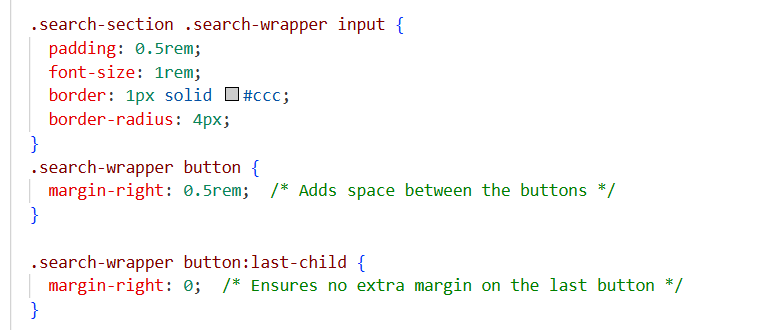 .search-section .search-wrapper input {
  padding: 0.5rem;
  font-size: 1rem;
  border: 1px solid #ccc;
  border-radius: 4px;
}
.search-wrapper button {
  margin-right: 0.5rem;  /* Adds space between the buttons */
}

.search-wrapper button:last-child {
  margin-right: 0;  /* Ensures no extra margin on the last button */
}